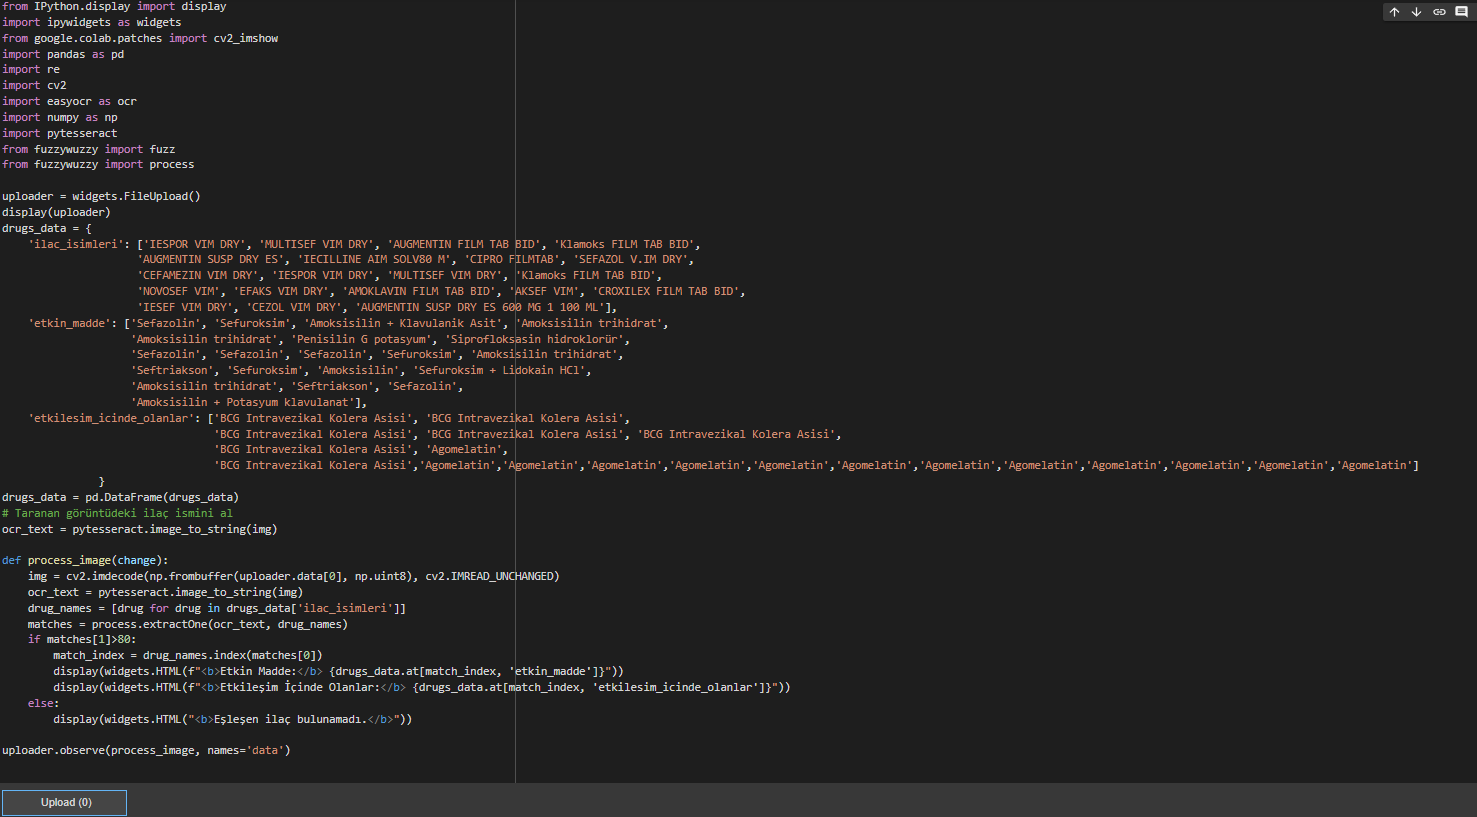 from IPython.display import display
import ipywidgets as widgets
from google.colab.patches import cv2_imshow
import pandas as pd
import re
import cv2
import easyocr as ocr
import numpy as np
import pytesseract
from fuzzywuzzy import fuzz
from fuzzywuzzy import process

uploader = widgets.FileUpload()
display(uploader)
drugs_data = {
    'ilac_isimleri': ['IESPOR VIM DRY', 'MULTISEF VIM DRY', 'AUGMENTIN FILM TAB BID', 'Klamoks FILM TAB BID',
                     'AUGMENTIN SUSP DRY ES', 'IECILLINE AIM SOLV80 M', 'CIPRO FILMTAB', 'SEFAZOL V.IM DRY',
                     'CEFAMEZIN VIM DRY', 'IESPOR VIM DRY', 'MULTISEF VIM DRY', 'Klamoks FILM TAB BID',
                     'NOVOSEF VIM', 'EFAKS VIM DRY', 'AMOKLAVIN FILM TAB BID', 'AKSEF VIM', 'CROXILEX FILM TAB BID',
                     'IESEF VIM DRY', 'CEZOL VIM DRY', 'AUGMENTIN SUSP DRY ES 600 MG 1 100 ML'],
    'etkin_madde': ['Sefazolin', 'Sefuroksim', 'Amoksisilin + Klavulanik Asit', 'Amoksisilin trihidrat',
                    'Amoksisilin trihidrat', 'Penisilin G potasyum', 'Siprofloksasin hidroklorür',
                    'Sefazolin', 'Sefazolin', 'Sefazolin', 'Sefuroksim', 'Amoksisilin trihidrat',
                    'Seftriakson', 'Sefuroksim', 'Amoksisilin', 'Sefuroksim + Lidokain HCl',
                    'Amoksisilin trihidrat', 'Seftriakson', 'Sefazolin',
                    'Amoksisilin + Potasyum klavulanat'],
    'etkilesim_icinde_olanlar': ['BCG Intravezikal Kolera Asisi', 'BCG Intravezikal Kolera Asisi',
                                 'BCG Intravezikal Kolera Asisi', 'BCG Intravezikal Kolera Asisi', 'BCG Intravezikal Kolera Asisi',
                                 'BCG Intravezikal Kolera Asisi', 'Agomelatin',
                                 'BCG Intravezikal Kolera Asisi','Agomelatin','Agomelatin','Agomelatin','Agomelatin','Agomelatin','Agomelatin','Agomelatin','Agomelatin','Agomelatin','Agomelatin','Agomelatin','Agomelatin']
               }
drugs_data = pd.DataFrame(drugs_data)
# Taranan görüntüdeki ilaç ismini al
ocr_text = pytesseract.image_to_string(img)

def process_image(change):
    img = cv2.imdecode(np.frombuffer(uploader.data[0], np.uint8), cv2.IMREAD_UNCHANGED)
    ocr_text = pytesseract.image_to_string(img)
    drug_names = [drug for drug in drugs_data['ilac_isimleri']]
    matches = process.extractOne(ocr_text, drug_names)
    if matches[1]>80:
        match_index = drug_names.index(matches[0])
        display(widgets.HTML(f"<b>Etkin Madde:</b> {drugs_data.at[match_index, 'etkin_madde']}"))
        display(widgets.HTML(f"<b>Etkileşim İçinde Olanlar:</b> {drugs_data.at[match_index, 'etkilesim_icinde_olanlar']}"))
    else:
        display(widgets.HTML("<b>Eşleşen ilaç bulunamadı.</b>"))

uploader.observe(process_image, names='data')
Upload (0)